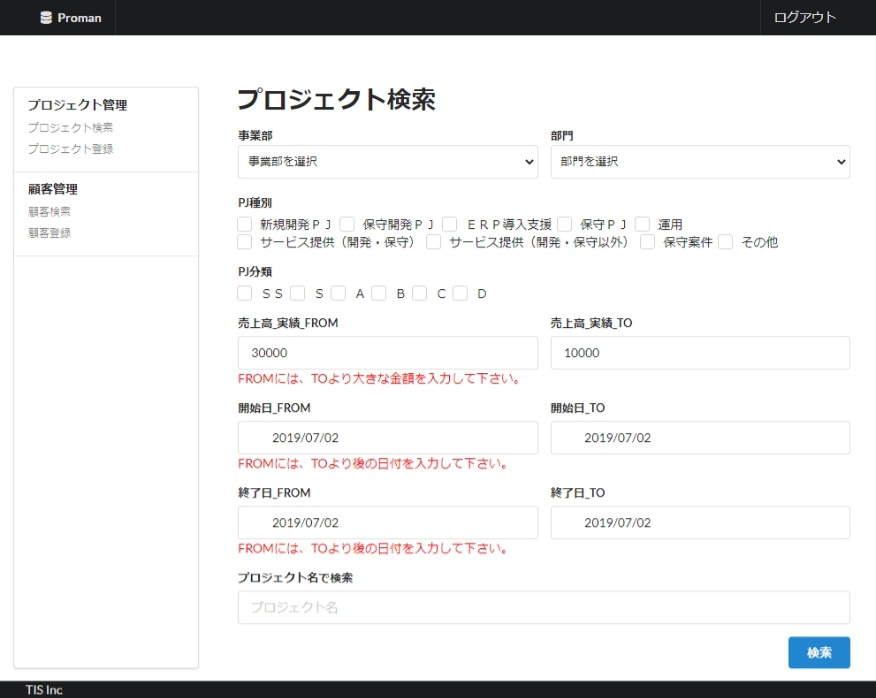 Proman
ログアウト
プロジェクト管理
プロジェクト検索
プロジェクト登録
顧客管理
顧客検索
顧客登録
プロジェクト検索
事業部 部門
事業部を選択 部門を選択
PJ種別
新規開発ＰＪ 保守開発ＰＪ ＥＲＰ導入支援 保守ＰＪ 運用
サービス提供（開発・保守） サービス提供（開発・保守以外） 保守案件 その他
PJ分類
ＳＳ Ｓ Ａ Ｂ Ｃ Ｄ
売上高_実績_FROM 売上高_実績_TO
30000 10000
FROMには、TOより大きな金額を入力して下さい。
開始日_FROM 開始日_TO
2019/07/02 2019/07/02
FROMには、TOより後の日付を入力して下さい。
終了日_FROM 終了日_TO
2019/07/02 2019/07/02
FROMには、TOより後の日付を入力して下さい。
プロジェクト名で検索
プロジェクト名
検索
TIS Inc